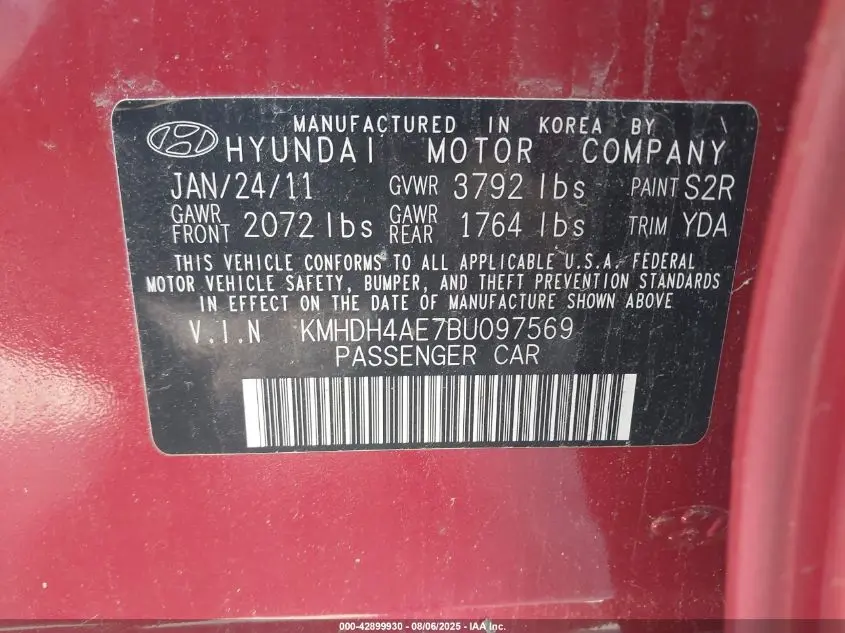 MANUFACTURED IN KOREA BY
HYUNDAI MOTOR COMPANY
JAN/24/11 GVWR 3792 lbs PAINT S2R
GAWR FRONT 2072 lbs GAWR REAR 1764 lbs TRIM YDA
THIS VEHICLE CONFORMS TO ALL APPLICABLE U.S.A. FEDERAL
MOTOR VEHICLE SAFETY, BUMPER, AND THEFT PREVENTION STANDARDS
IN EFFECT ON THE DATE OF MANUFACTURE SHOWN ABOVE
V.I.N KMHDH4AE7BU097569
PASSENGER CAR
000-42899930 - 08/06/2025 - IAA Inc.